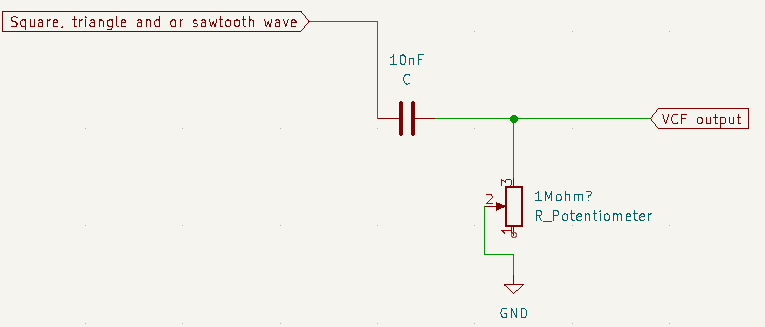 Square, triangle and or sawtooth wave
10nF
C
VCF output
3
2
1Mohm?
R_Potentiometer
1
GND